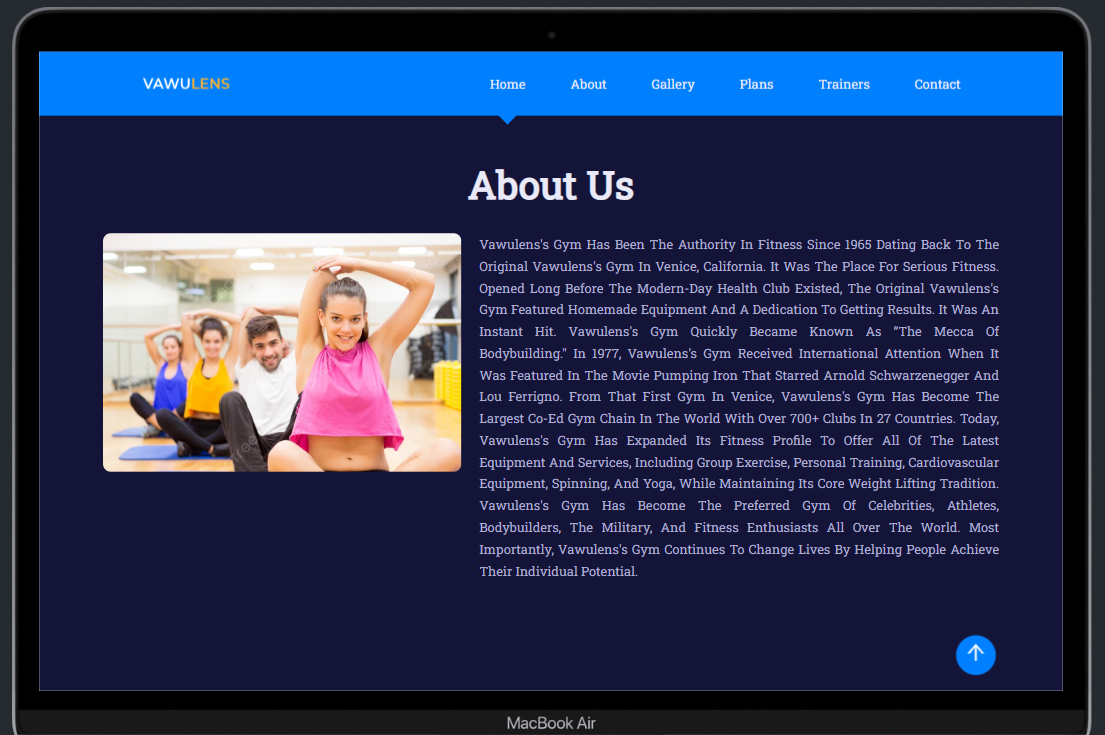 VAWULENS
Home About Gallery Plans Trainers Contact
About Us
Vawulens's Gym Has Been The Authority In Fitness Since 1965 Dating Back To The
Original Vawulens's Gym In Venice, California. It Was The Place For Serious Fitness.
Opened Long Before The Modern-Day Health Club Existed, The Original Vawulens's
Gym Featured Homemade Equipment And A Dedication To Getting Results. It Was An
Instant Hit. Vawulens's Gym Quickly Became Known As “The Mecca Of
Bodybuilding." In 1977, Vawulens's Gym Received International Attention When It
Was Featured In The Movie Pumping Iron That Starred Arnold Schwarzenegger And
Lou Ferrigno. From That First Gym In Venice, Vawulens's Gym Has Become The
Largest Co-Ed Gym Chain In The World With Over 700+ Clubs In 27 Countries. Today,
Vawulens's Gym Has Expanded Its Fitness Profile To Offer All Of The Latest
Equipment And Services, Including Group Exercise, Personal Training, Cardiovascular
Equipment, Spinning, And Yoga, While Maintaining Its Core Weight Lifting Tradition.
Vawulens's Gym Has Become The Preferred Gym Of Celebrities, Athletes,
Bodybuilders, The Military, And Fitness Enthusiasts All Over The World. Most
Importantly, Vawulens's Gym Continues To Change Lives By Helping People Achieve
Their Individual Potential.
MacBook Air